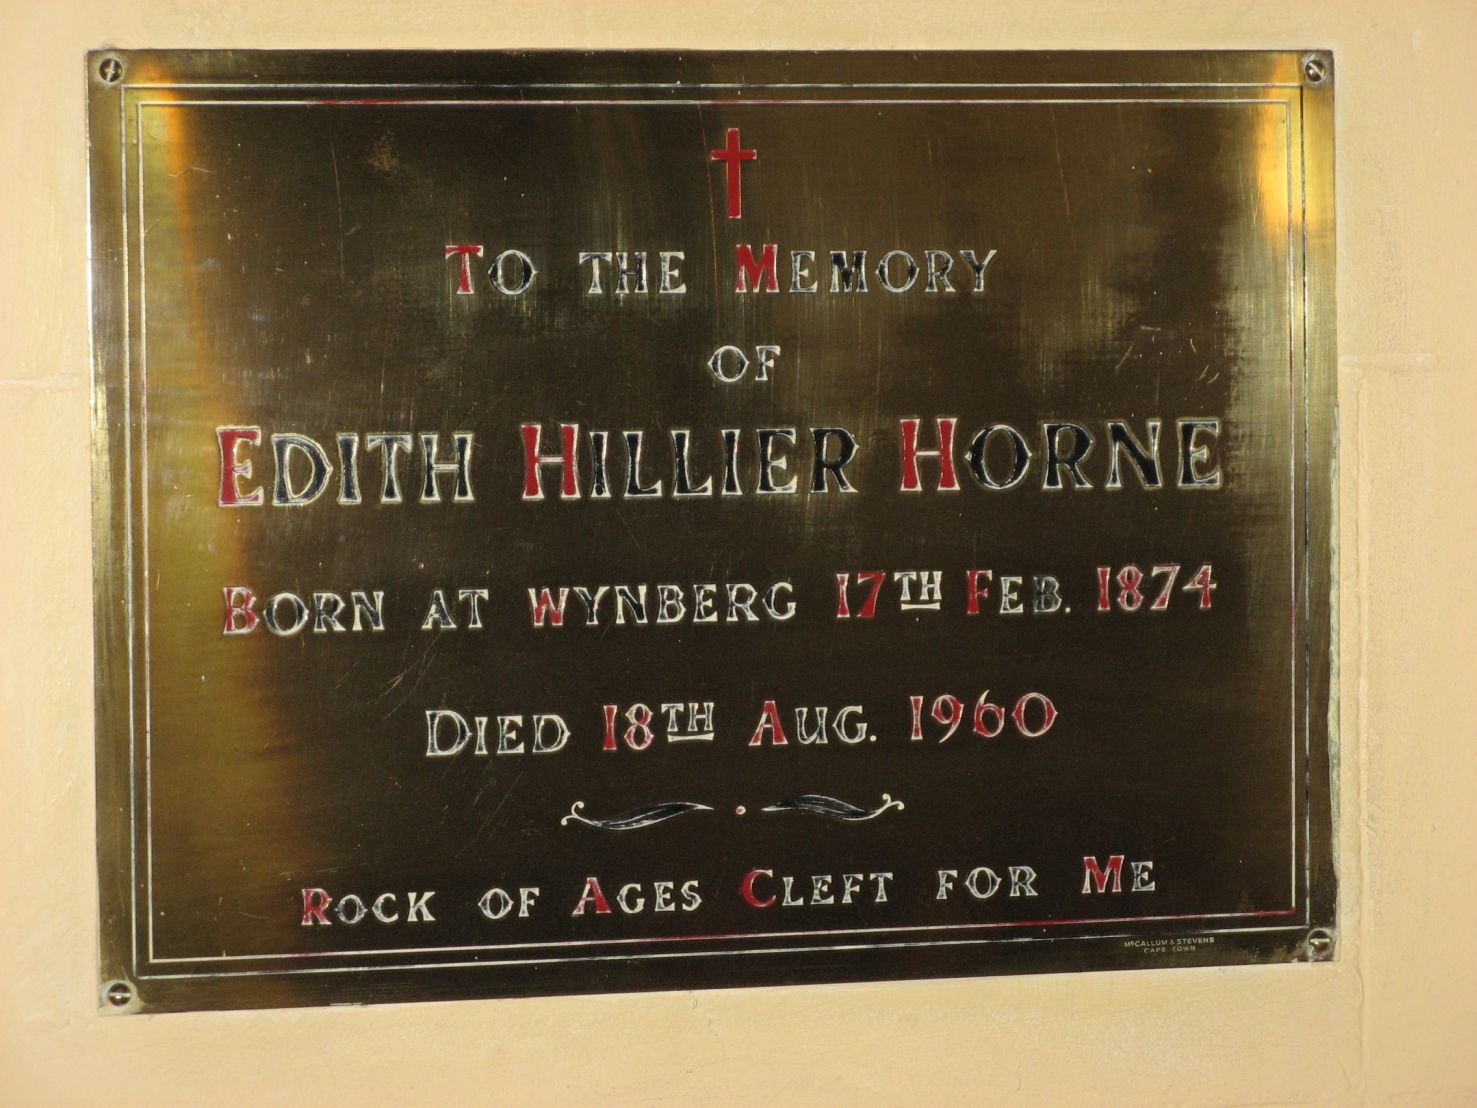 To the Memory
of
Edith Hillier Horne
Born at Wynberg 17th Feb. 1874
Died 18th Aug. 1960
Rock of Ages Cleft for Me
McCallum & Stevens
Cape Town